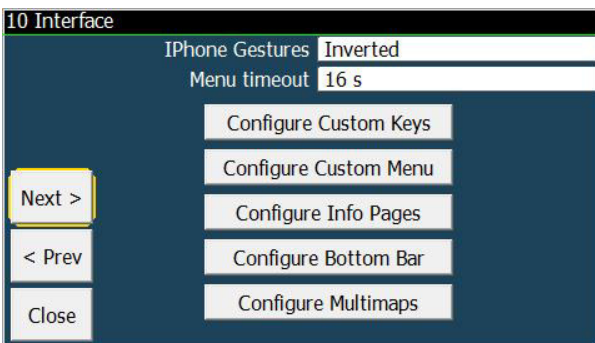 10 Interface
IPhone Gestures Inverted
Menu timeout 16 s
Configure Custom Keys
Configure Custom Menu
Next >
Configure Info Pages
< Prev
Configure Bottom Bar
Configure Multimaps
Close